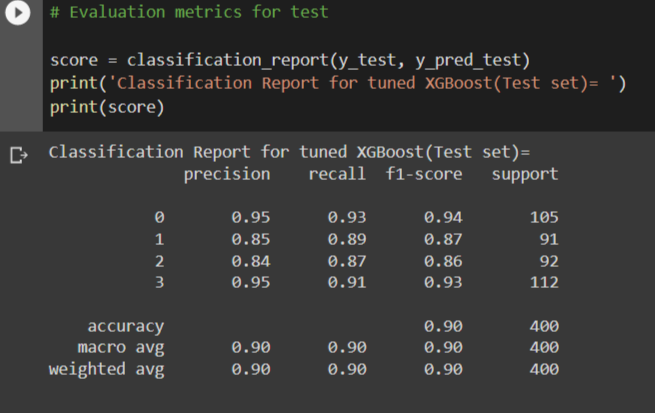 # Evaluation metrics for test
score = classification_report(y_test, y_pred_test)
print('Classification Report for tuned XGBoost(Test set)= ')
print(score)
Classification Report for tuned XGBoost(Test set)=
precision recall f1-score support
0 0.95 0.93 0.94 105
1 0.85 0.89 0.87 91
2 0.84 0.87 0.86 92
3 0.95 0.91 0.93 112
accuracy 0.90 400
macro avg 0.90 0.90 0.90 400
weighted avg 0.90 0.90 0.90 400